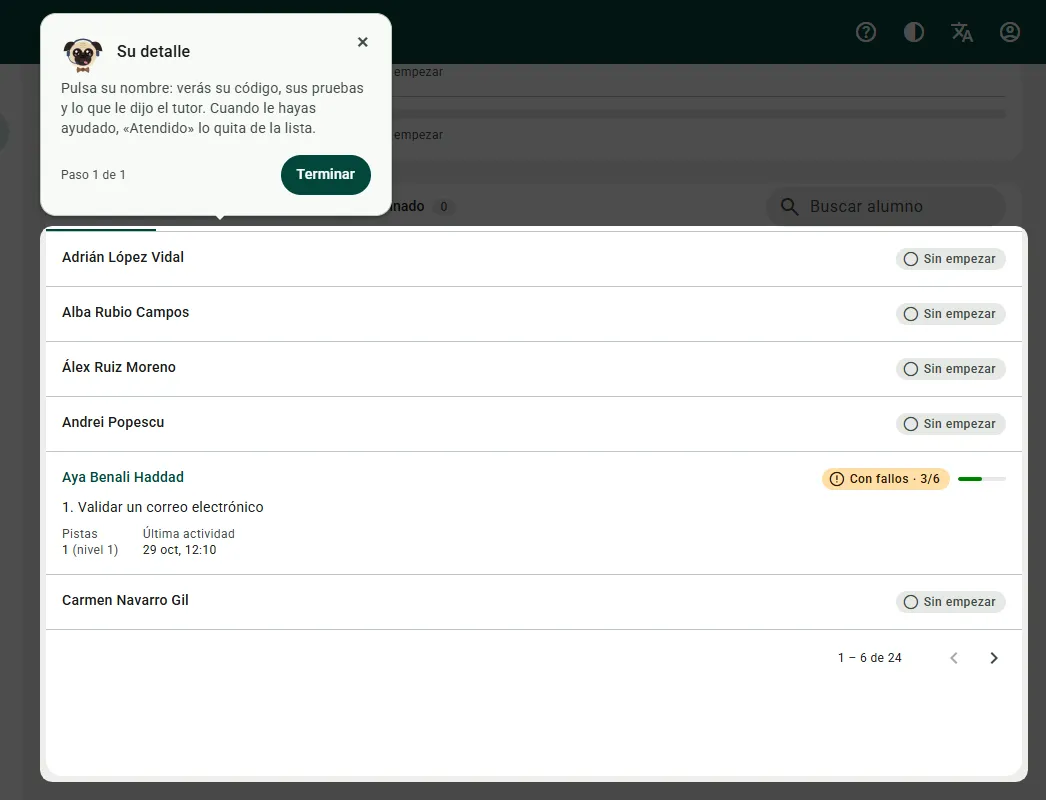 Su detalle
Pulsa su nombre: verás su código, sus pruebas
y lo que le dijo el tutor. Cuando le hayas
ayudado, «Atendido» lo quita de la lista.
Paso 1 de 1
Terminar
empezar
empezar
0
Buscar alumno
Adrián López Vidal
Sin empezar
Alba Rubio Campos
Sin empezar
Álex Ruiz Moreno
Sin empezar
Andrei Popescu
Sin empezar
Aya Benali Haddad
Con fallos · 3/6
1. Validar un correo electrónico
Pistas
Última actividad
1 (nivel 1)
29 oct, 12:10
Carmen Navarro Gil
Sin empezar
1 – 6 de 24